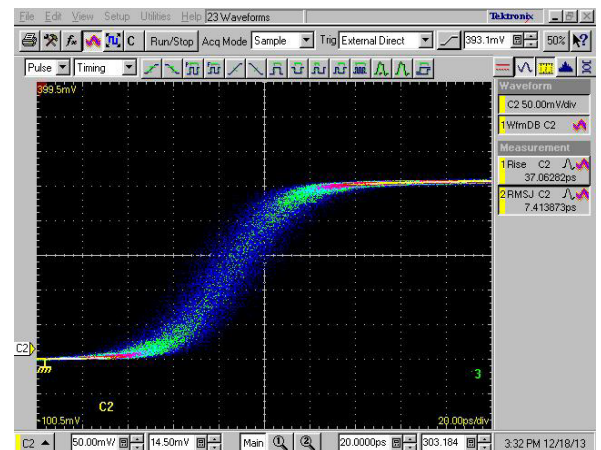 File Edit View Setup Utilities Help 23 Waveforms Tektronix
C Run/Stop Acq Mode Sample Trig External Direct 393.1mV 50%
Pulse Timing
399.5mV
Waveform
C2 50.00mV/div
1 WfmDB C2
Measurement
1 Rise C2
37.06282ps
2 RMSJ C2
7.413873ps
C2
3
C2
-100.5mV 20.00ps/div
C2 50.00mV/ 14.50mV Main 1 2 20.0000ps 303.184 3:32 PM 12/18/13